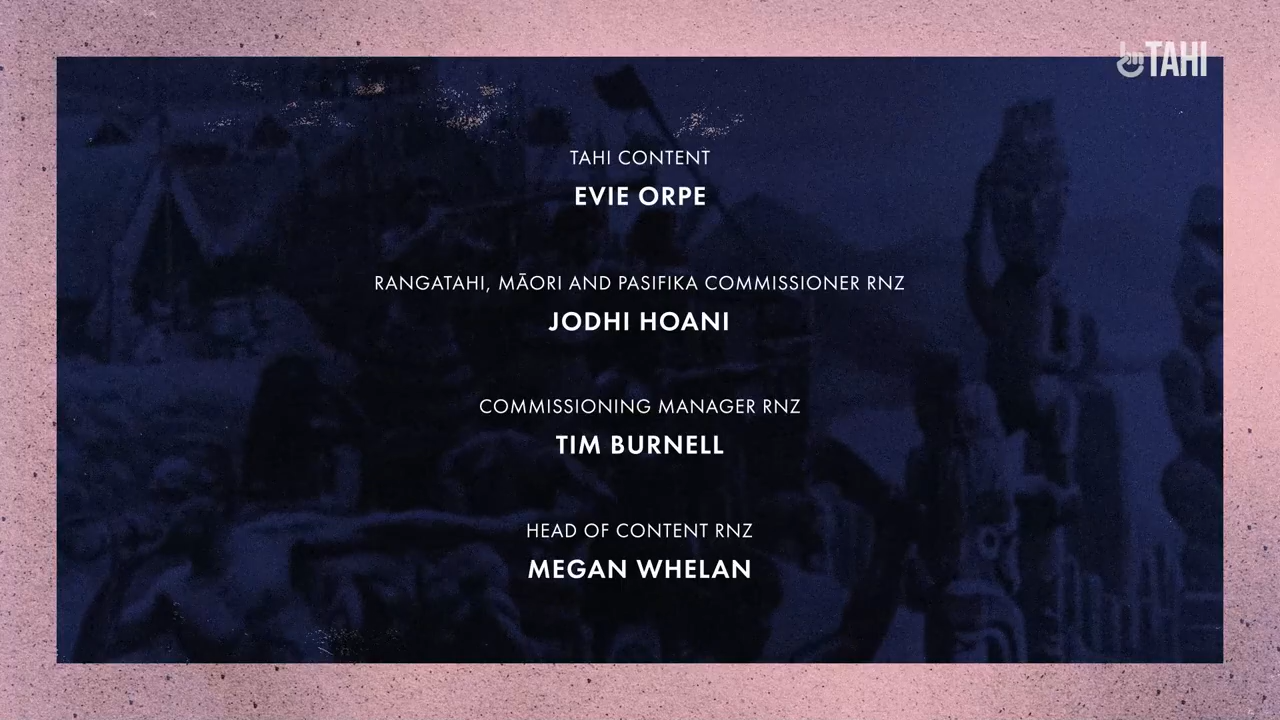 TAHI
TAHI CONTENT
EVIE ORPE
RANGATAHI, MĀORI AND PASIFIKA COMMISSIONER RNZ
JODHI HOANI
COMMISSIONING MANAGER RNZ
TIM BURNELL
HEAD OF CONTENT RNZ
MEGAN WHELAN